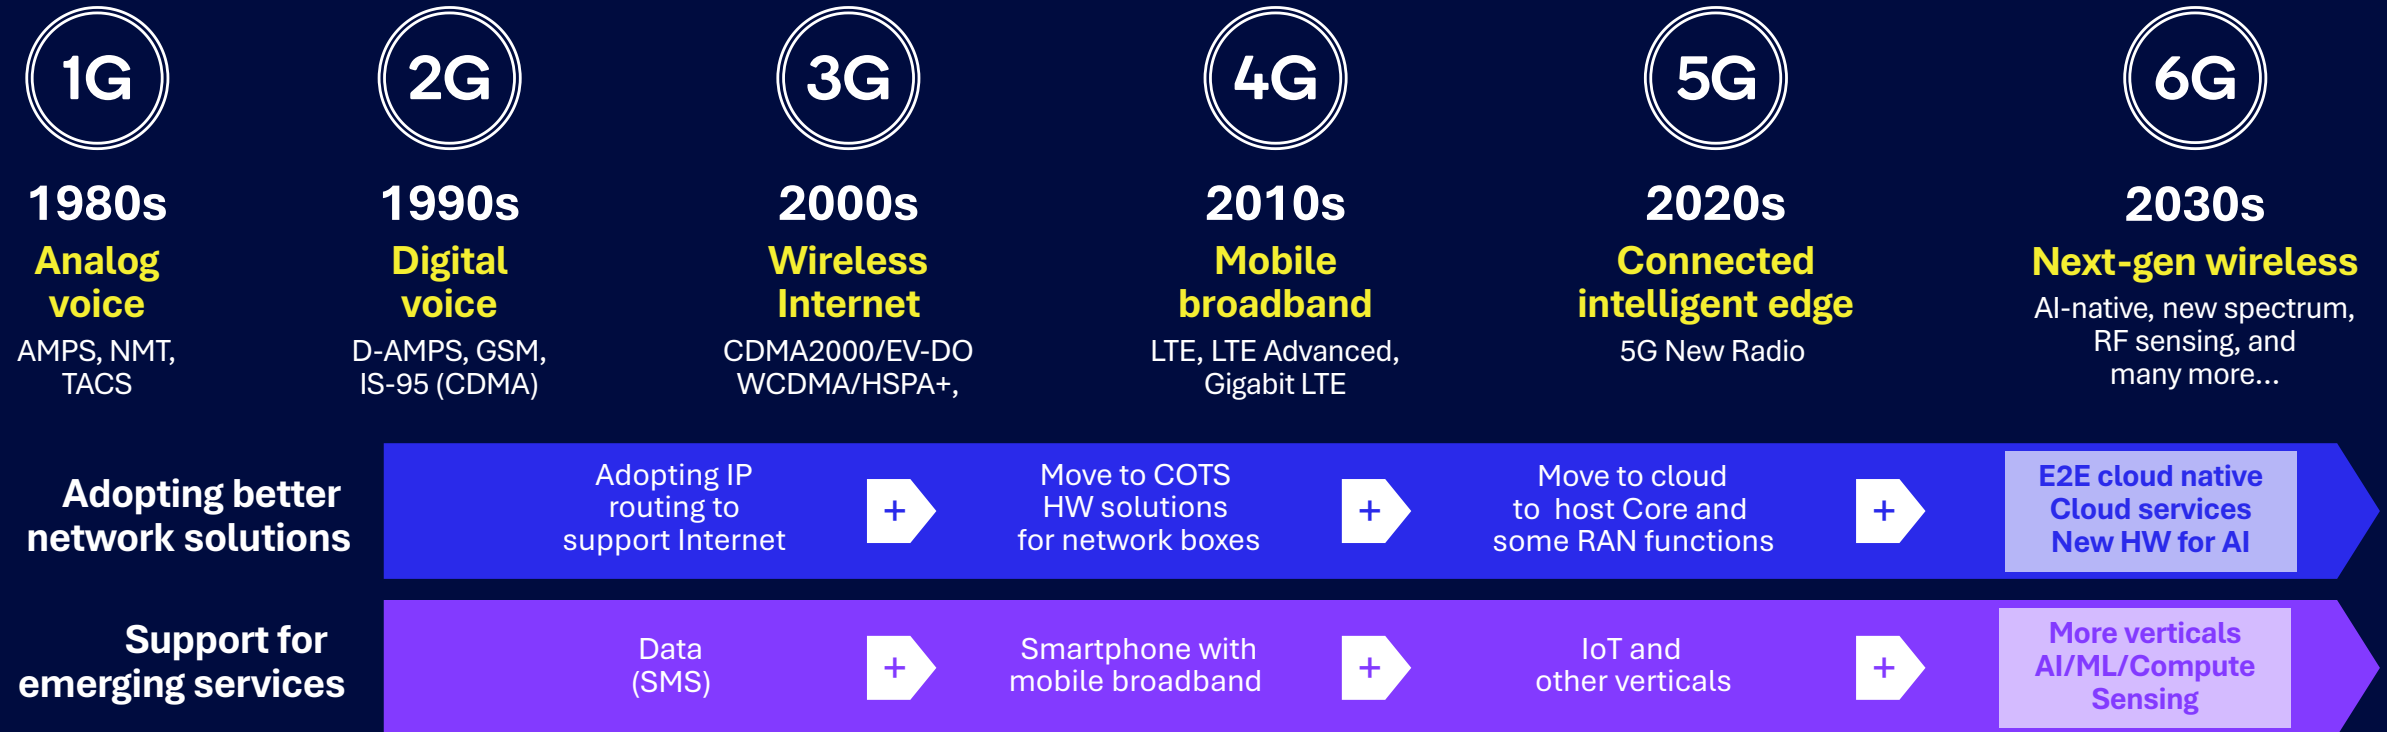 1G
1980s
Analog
voice
AMPS, NMT,
TACS
2G
1990s
Digital
voice
D-AMPS, GSM,
IS-95 (CDMA)
3G
2000s
Wireless
Internet
CDMA2000/EV-DO
WCDMA/HSPA+,
4G
2010s
Mobile
broadband
LTE, LTE Advanced,
Gigabit LTE
5G
2020s
Connected
intelligent edge
5G New Radio
6G
2030s
Next-gen wireless
AI-native, new spectrum,
RF sensing, and
many more...
Adopting better
network solutions
Adopting IP
routing to
support Internet
+
Move to COTS
HW solutions
for network boxes
+
Move to cloud
to host Core and
some RAN functions
+
E2E cloud native
Cloud services
New HW for AI
Support for
emerging services
Data
(SMS)
+
Smartphone with
mobile broadband
+
IoT and
other verticals
+
More verticals
AI/ML/Compute
Sensing